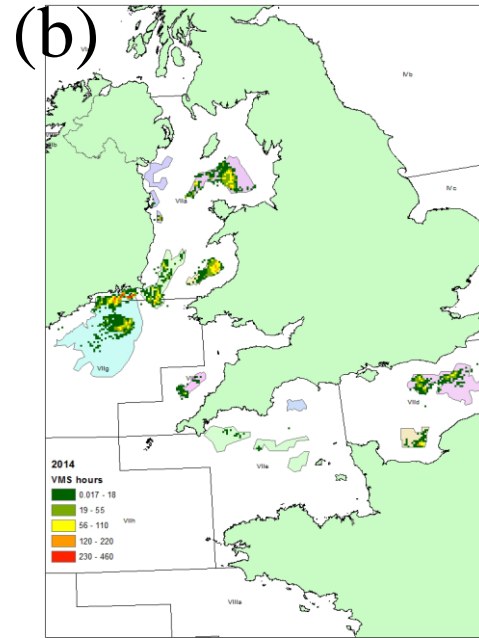 (b)
IVb
IVc
VIIa
VIIg
VIId
VIIe
2014
VMS hours
0.017 - 18
19 - 55
56 - 110
120 - 220
230 - 460
VIIh
VIIIa